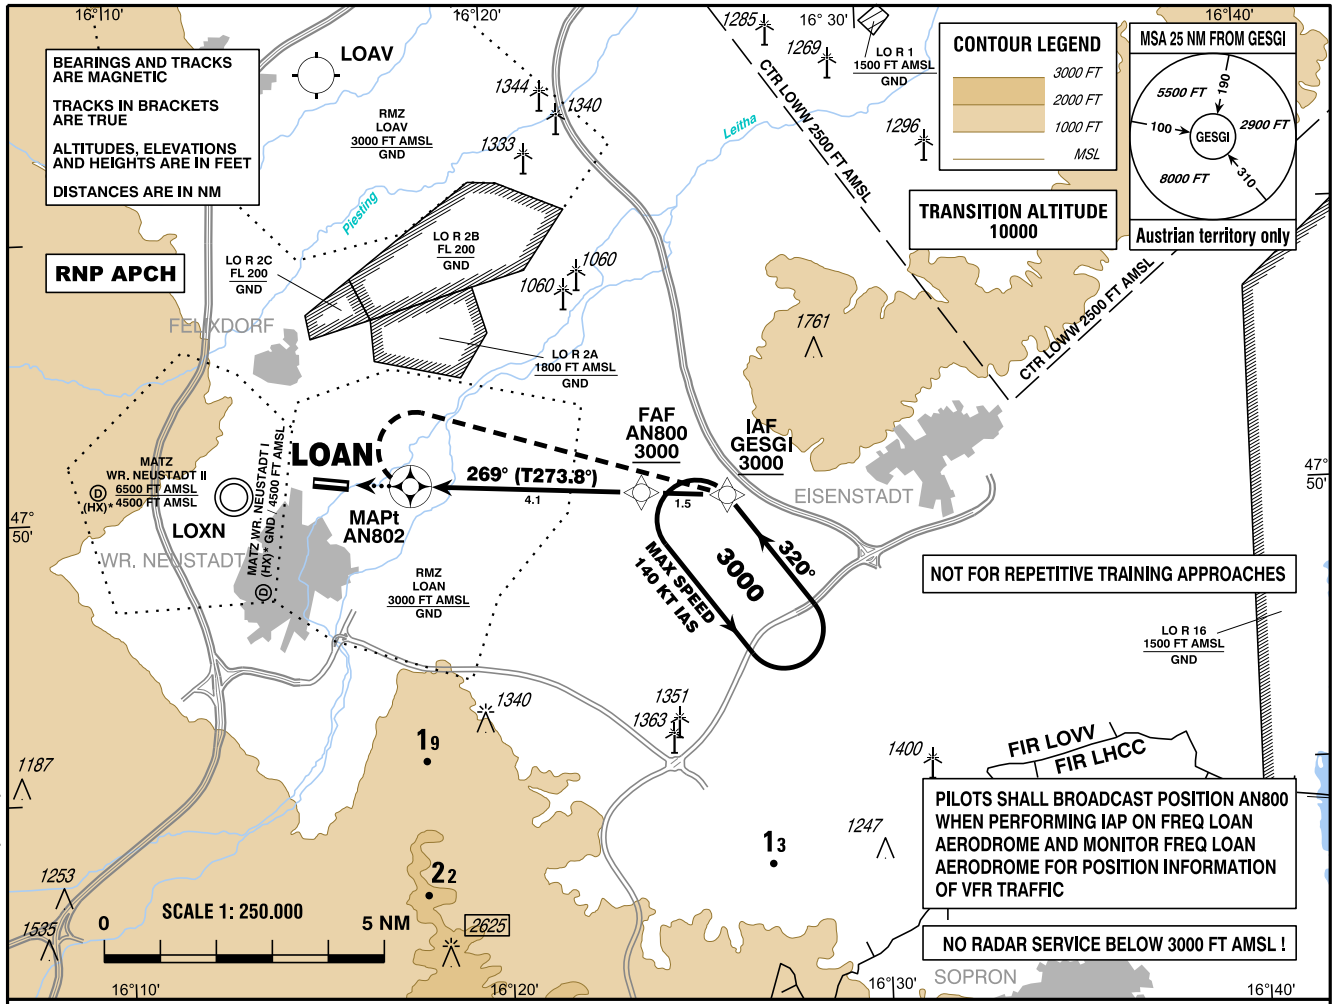 16°10'
16°20'
16° 30'
16°40'
BEARINGS AND TRACKS
ARE MAGNETIC
TRACKS IN BRACKETS
ARE TRUE
ALTITUDES, ELEVATIONS
AND HEIGHTS ARE IN FEET
DISTANCES ARE IN NM
RNP APCH
LOAV
RMZ
LOAV
3000 FT AMSL
GND
1344
1340
1333
Piesting
Leitha
1285
1269
1296
LO R 1
1500 FT AMSL
GND
CTR LOWW 2500 FT AMSL
CONTOUR LEGEND
3000 FT
2000 FT
1000 FT
MSL
TRANSITION ALTITUDE
10000
MSA 25 NM FROM GESGI
5500 FT
190
100
GESGI
2900 FT
8000 FT
310
Austrian territory only
LO R 2B
FL 200
GND
LO R 2C
FL 200
GND
1060
1060
LO R 2A
1800 FT AMSL
GND
FELIXDORF
1761
CTR LOWW 2500 FT AMSL
FAF
AN800
3000
IAF
GESGI
3000
LOAN
269° (T273.8°)
4.1
1.5
MAPt
AN802
MATZ
WR. NEUSTADT II
6500 FT AMSL
4500 FT AMSL
D
(HX)*
LOXN
WR. NEUSTADT
MATZ WR. NEUSTADT I
(HX)* GND / 4500 FT AMSL
D
EISENSTADT
47°
50'
47°
50'
RMZ
LOAN
3000 FT AMSL
GND
MAX SPEED
140 KT IAS
3000
320°
NOT FOR REPETITIVE TRAINING APPROACHES
LO R 16
1500 FT AMSL
GND
1340
1351
1363
1400
FIR LOVV
FIR LHCC
19
1187
1247
13
22
1253
1535
2625
SCALE 1: 250.000
0
5 NM
PILOTS SHALL BROADCAST POSITION AN800
WHEN PERFORMING IAP ON FREQ LOAN
AERODROME AND MONITOR FREQ LOAN
AERODROME FOR POSITION INFORMATION
OF VFR TRAFFIC
NO RADAR SERVICE BELOW 3000 FT AMSL !
SOPRON
16°10'
16°20'
16°30'
16°40'